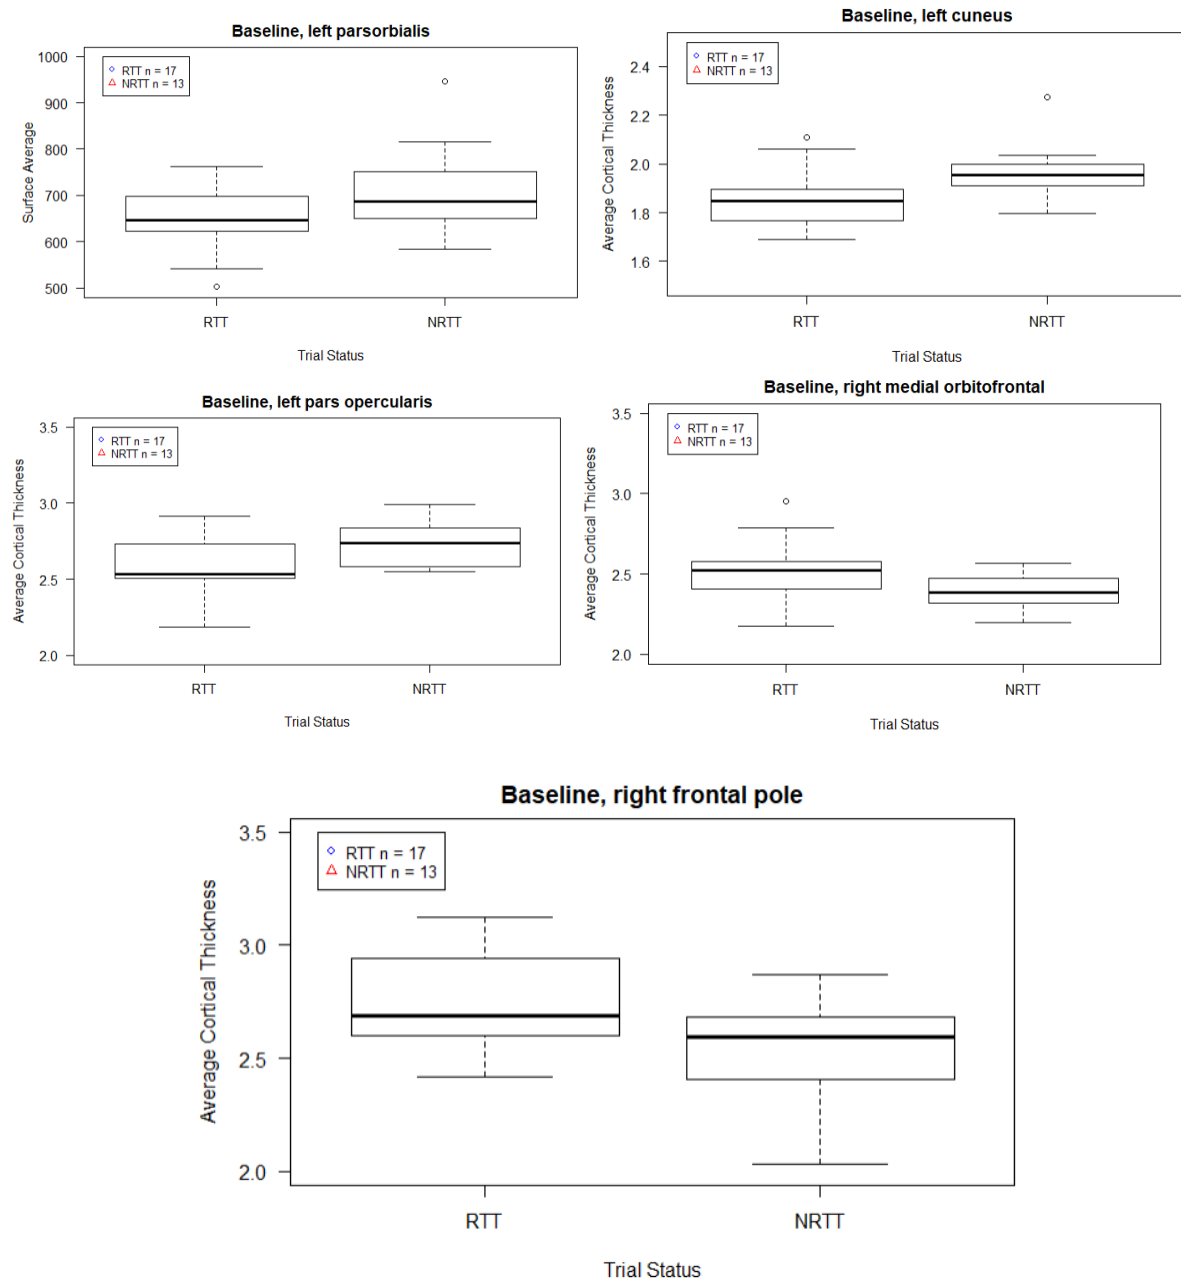 Baseline, left parsorbialis
Surface Average
1000
900
800
700
600
500
RTT n = 17
NRTT n = 13
RTT
NRTT
Trial Status
Baseline, left cuneus
Average Cortical Thickness
2.4
2.2
2.0
1.8
1.6
RTT n = 17
NRTT n = 13
RTT
NRTT
Trial Status
Baseline, left pars opercularis
Average Cortical Thickness
3.5
3.0
2.5
2.0
RTT n = 17
NRTT n = 13
RTT
NRTT
Trial Status
Baseline, right medial orbitofrontal
Average Cortical Thickness
3.5
3.0
2.5
2.0
RTT n = 17
NRTT n = 13
RTT
NRTT
Trial Status
Baseline, right frontal pole
Average Cortical Thickness
3.5
3.0
2.5
2.0
RTT n = 17
NRTT n = 13
RTT
NRTT
Trial Status